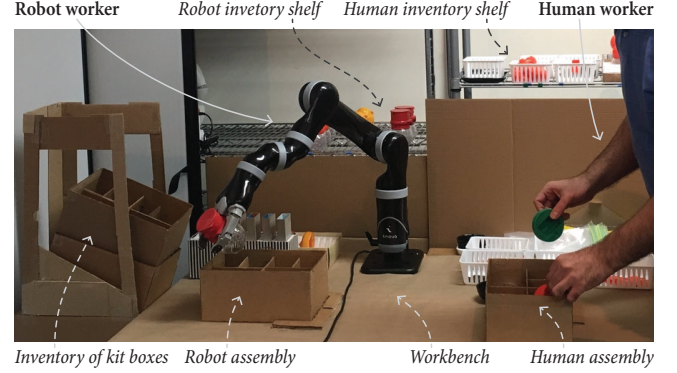 Robot worker
Robot invetory shelf
Human inventory shelf
Human worker
Inventory of kit boxes
Robot assembly
Workbench
Human assembly